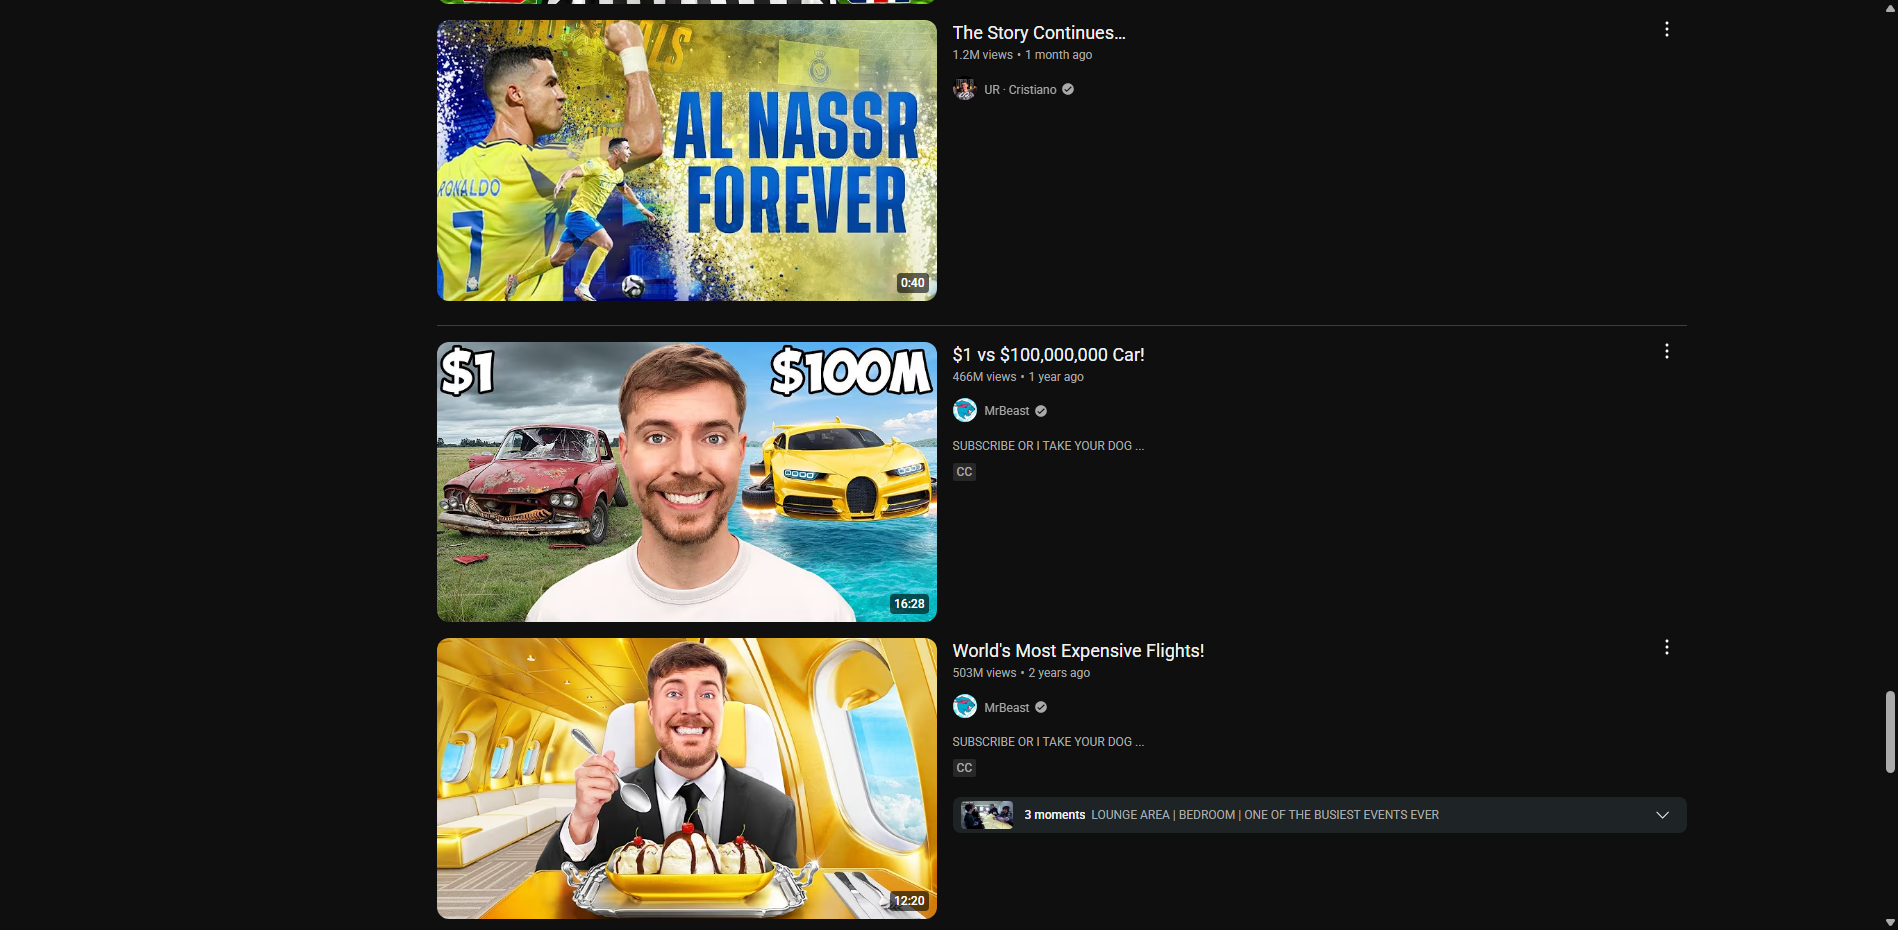 RONALDO
7
AL NASSR
FOREVER
0:40
The Story Continues...
1.2M views • 1 month ago
UR · Cristiano
$1
$100M
16:28
$1 vs $100,000,000 Car!
466M views • 1 year ago
MrBeast
SUBSCRIBE OR I TAKE YOUR DOG ...
CC
12:20
World's Most Expensive Flights!
503M views • 2 years ago
MrBeast
SUBSCRIBE OR I TAKE YOUR DOG ...
CC
3 moments LOUNGE AREA | BEDROOM | ONE OF THE BUSIEST EVENTS EVER